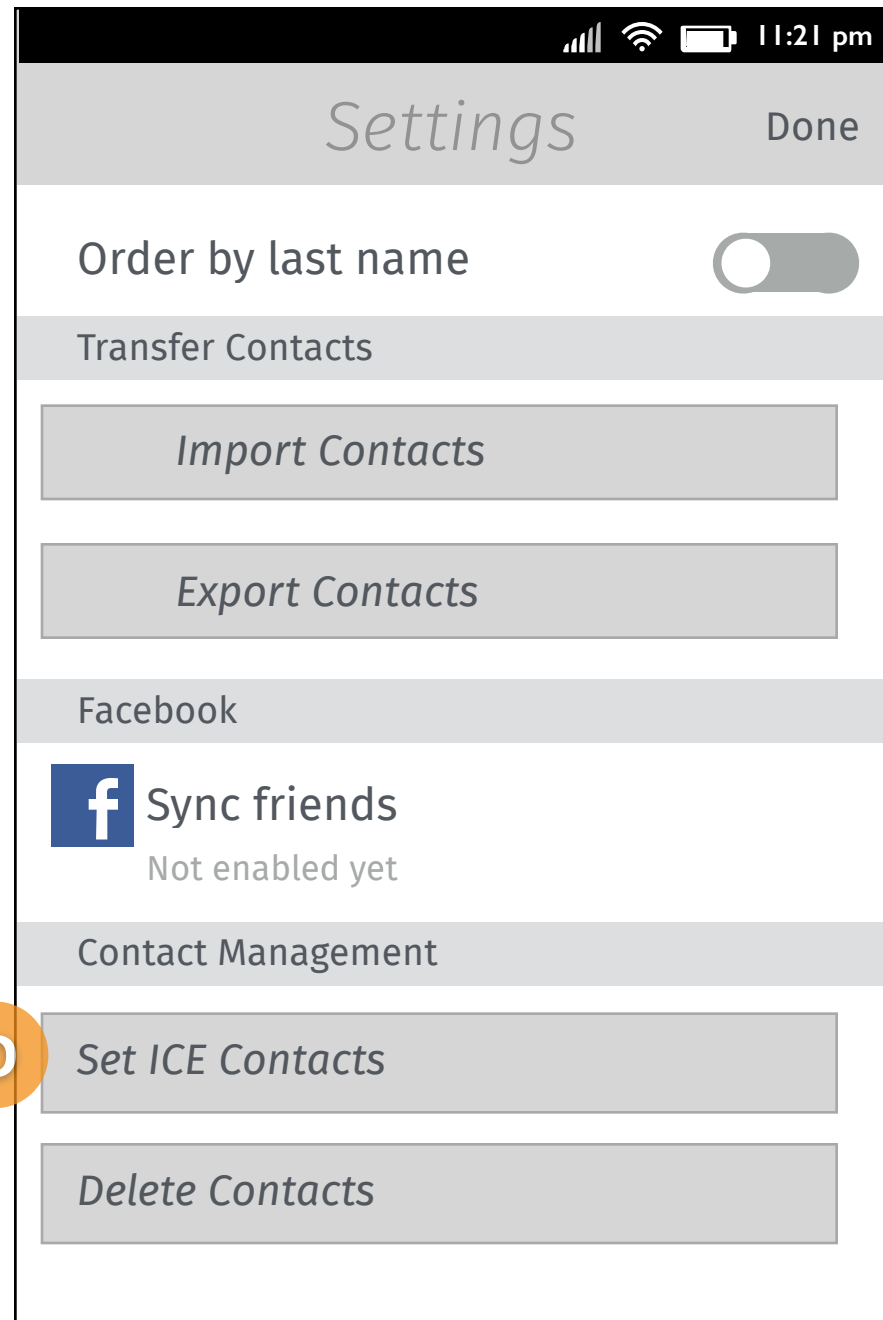 11:21 pm
Settings
Done
Order by last name
Transfer Contacts
Import Contacts
Export Contacts
Facebook
f
Sync friends
Not enabled yet
Contact Management
Set ICE Contacts
Delete Contacts